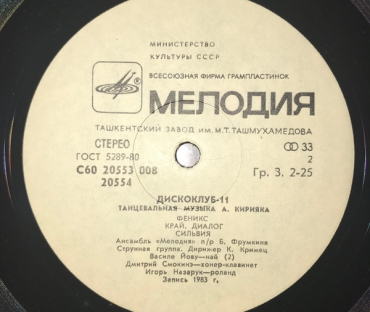 МИНИСТЕРСТВО
КУЛЬТУРЫ СССР
ВСЕСОЮЗНАЯ ФИРМА ГРАМПЛАСТИНОК
МЕЛОДИЯ
ТАШКЕНТСКИЙ ЗАВОД ИМ. М.Т. ТАШМУХАМЕДОВА
СТЕРЕО 33
ГОСТ 5289-80 2
С60 20553 008 Гр. 3. 2-25
20554
ДИСКОКЛУБ-11
ТАНЦЕВАЛЬНАЯ МУЗЫКА А. КИРИЯКА
ФЕНИКС
КРАЙ, ДИАЛОГ
СИЛЬВИЯ
Ансамбль «Мелодия» п/р Б. Фрумкина
Струнная группа. Дирижер К. Кримец
Василе Йову—най (2)
Дмитрий Смокинэ—хонер-клавинет
Игорь Назарук—роланд
Запись 1983 г.